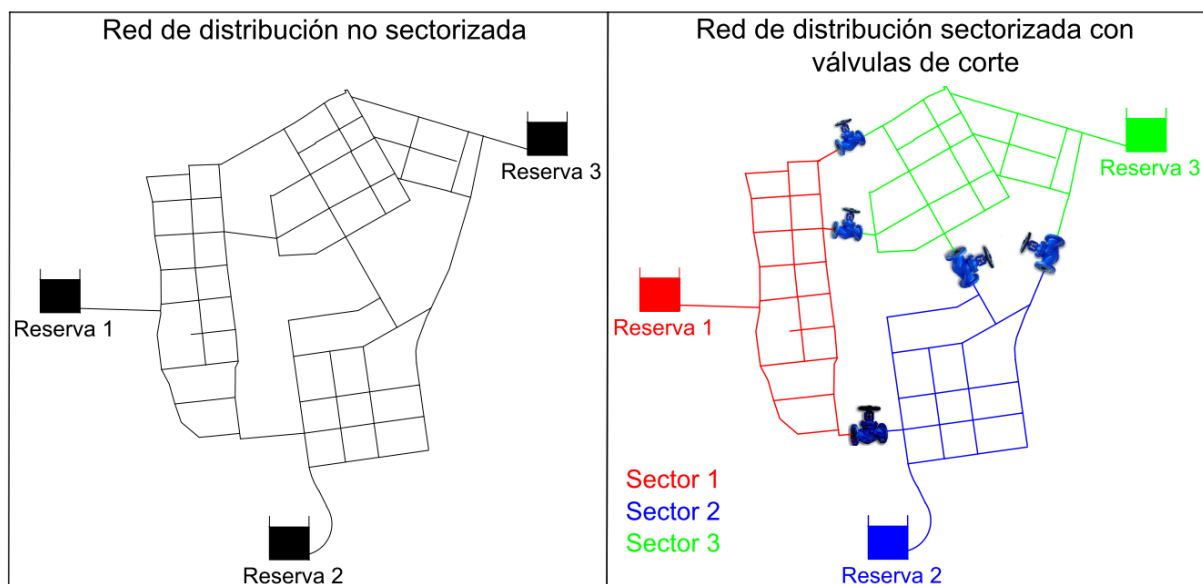 Red de distribución no sectorizada
Reserva 3
Reserva 1
Reserva 2
Red de distribución sectorizada con
válvulas de corte
Reserva 3
Reserva 1
Sector 1
Sector 2
Sector 3
Reserva 2